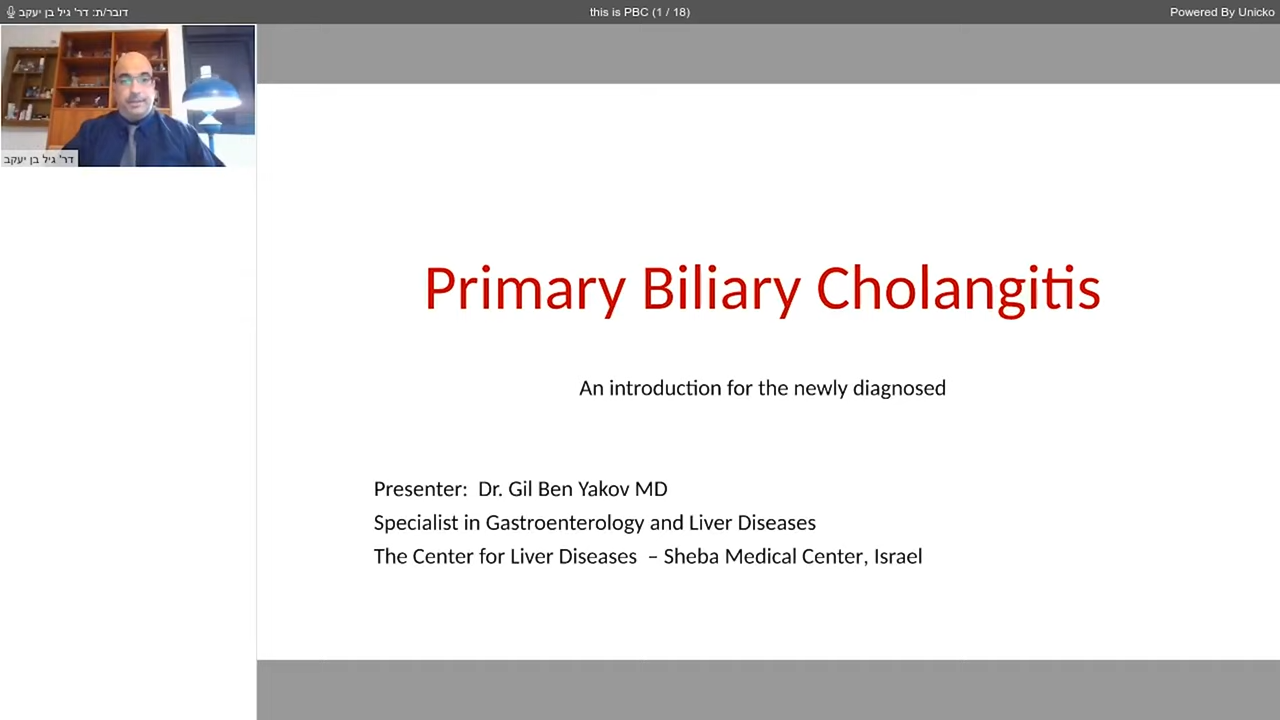 דובר/ת: דר' גיל בן יעקב
this is PBC (1 / 18)
Powered By Unicko
דר' גיל בן יעקב
Primary Biliary Cholangitis
An introduction for the newly diagnosed
Presenter: Dr. Gil Ben Yakov MD
Specialist in Gastroenterology and Liver Diseases
The Center for Liver Diseases – Sheba Medical Center, Israel